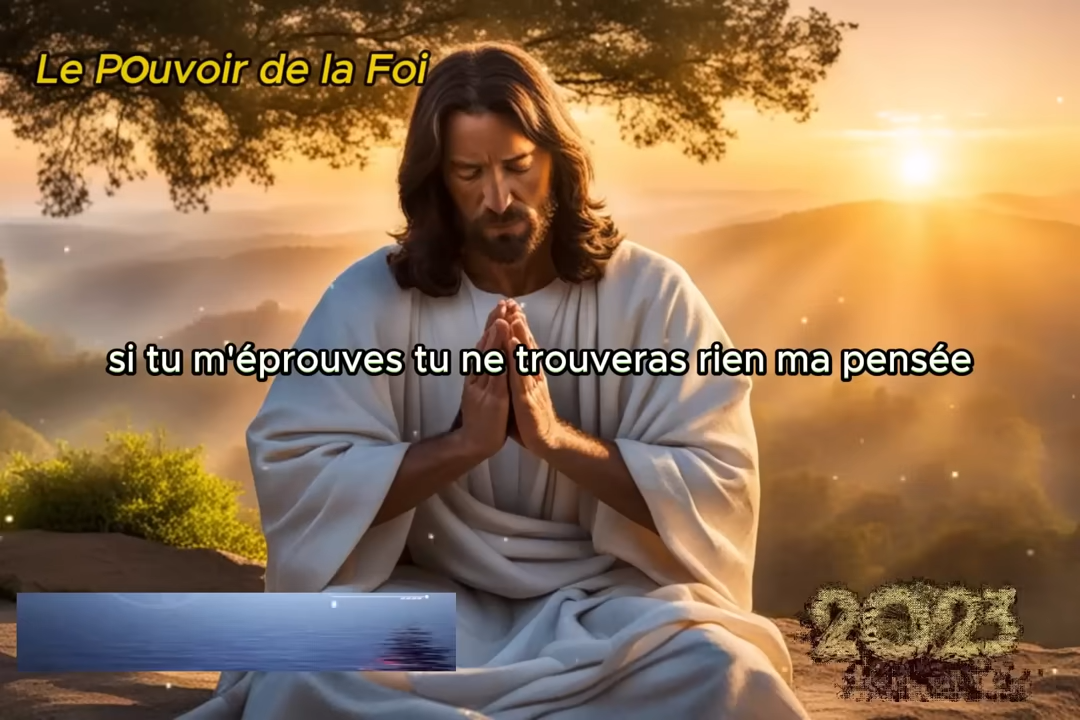 Le POuvoir de la Foi
si tu m'éprouves tu ne trouveras rien ma pensée
2023